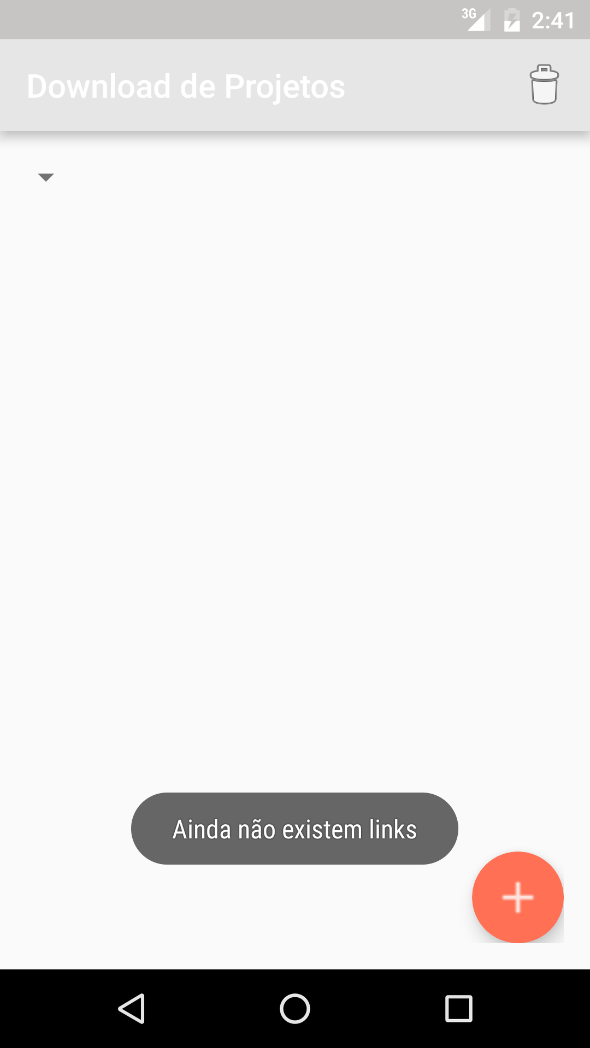 3G 2:41
Download de Projetos
Ainda não existem links